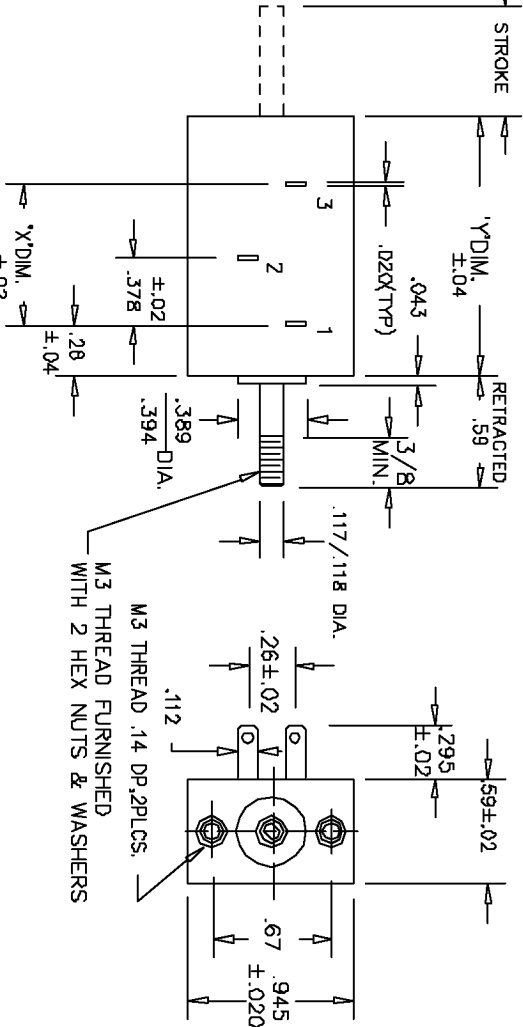 STROKE
'Y'DIM.
±.04
RETRACTED
.59
.043
.020(TYP)
3/8
MIN.
3
2
1
±.02
.378
"X"DIM.
.28
±.04
.389
.394
DIA.
.117/.118 DIA.
M3 THREAD FURNISHED
WITH 2 HEX NUTS & WASHERS
M3 THREAD .14 DP,2PLCS.
.112
.26±.02
.295
±.02
.59±.02
.67
.945
±.020